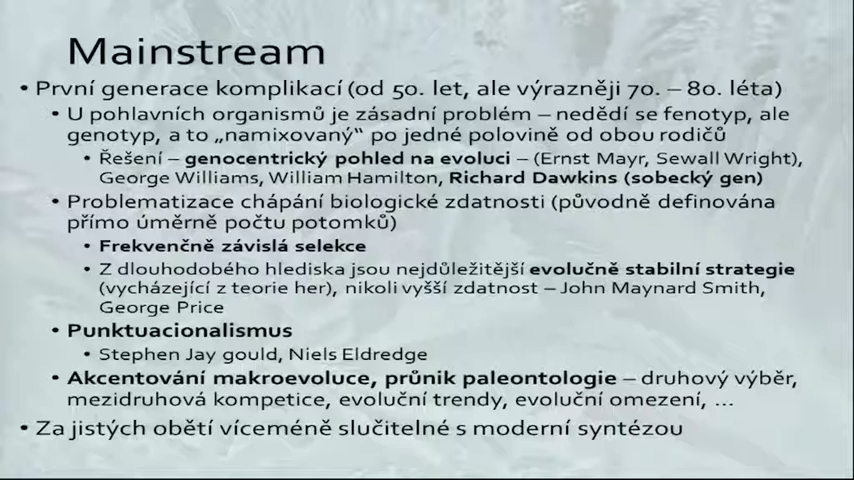 Mainstream
• První generace komplikací (od 50. let, ale výrazněji 70. – 80. léta)
• U pohlavních organismů je zásadní problém – nedědí se fenotyp, ale
genotyp, a to „namixovaný“ po jedné polovině od obou rodičů
• Řešení – genocentrický pohled na evoluci – (Ernst Mayr, Sewall Wright),
George Williams, William Hamilton, Richard Dawkins (sobecký gen)
• Problematizace chápání biologické zdatnosti (původně definována
přímo úměrně počtu potomků)
• Frekvenčně závislá selekce
• Z dlouhodobého hlediska jsou nejdůležitější evolučně stabilní strategie
(vycházející z teorie her), nikoli vyšší zdatnost – John Maynard Smith,
George Price
• Punktuacionalismus
• Stephen Jay gould, Niels Eldredge
• Akcentování makroevoluce, průnik paleontologie – druhový výběr,
mezidruhová kompetice, evoluční trendy, evoluční omezení, ...
• Za jistých obětí víceméně slučitelné s moderní syntézou